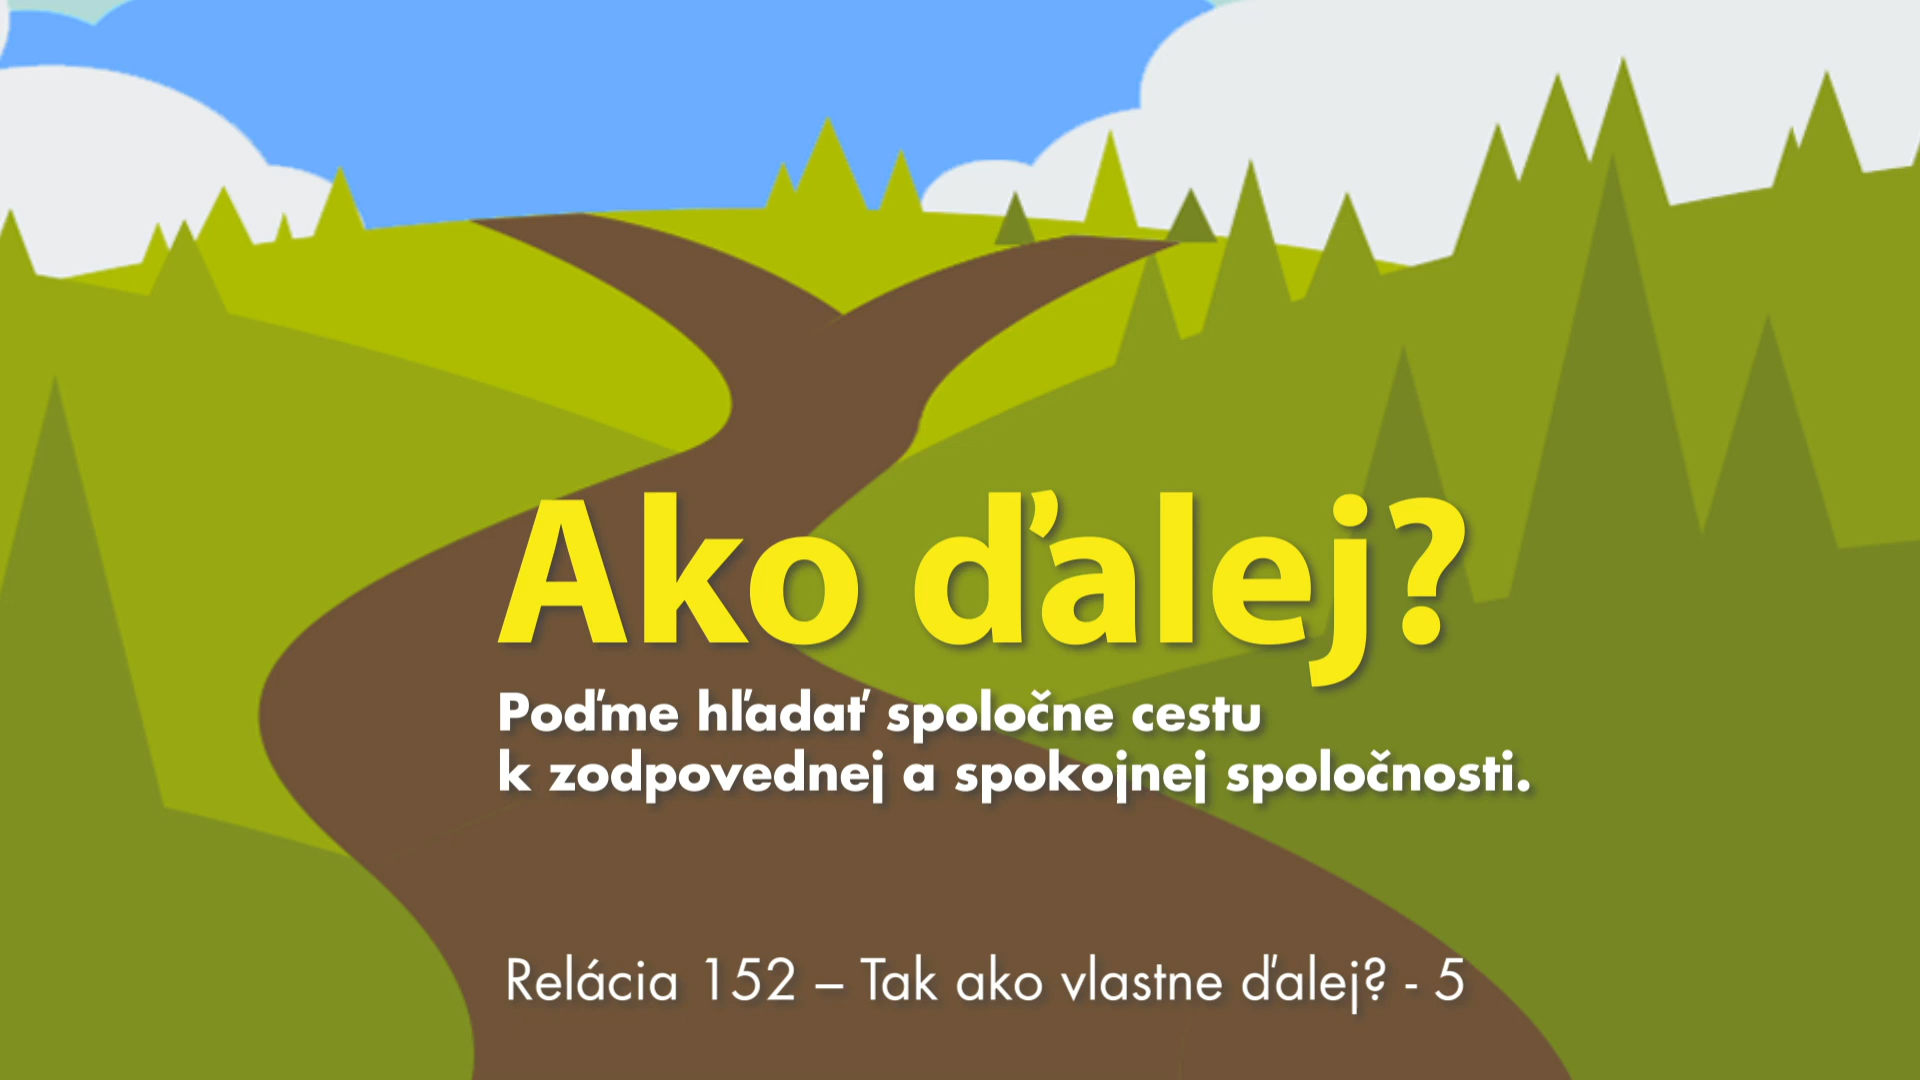 Ako ďalej?
Poďme hľadať spoločne cestu
k zodpovednej a spokojnej spoločnosti.
Relácia 152 – Tak ako vlastne ďalej? - 5